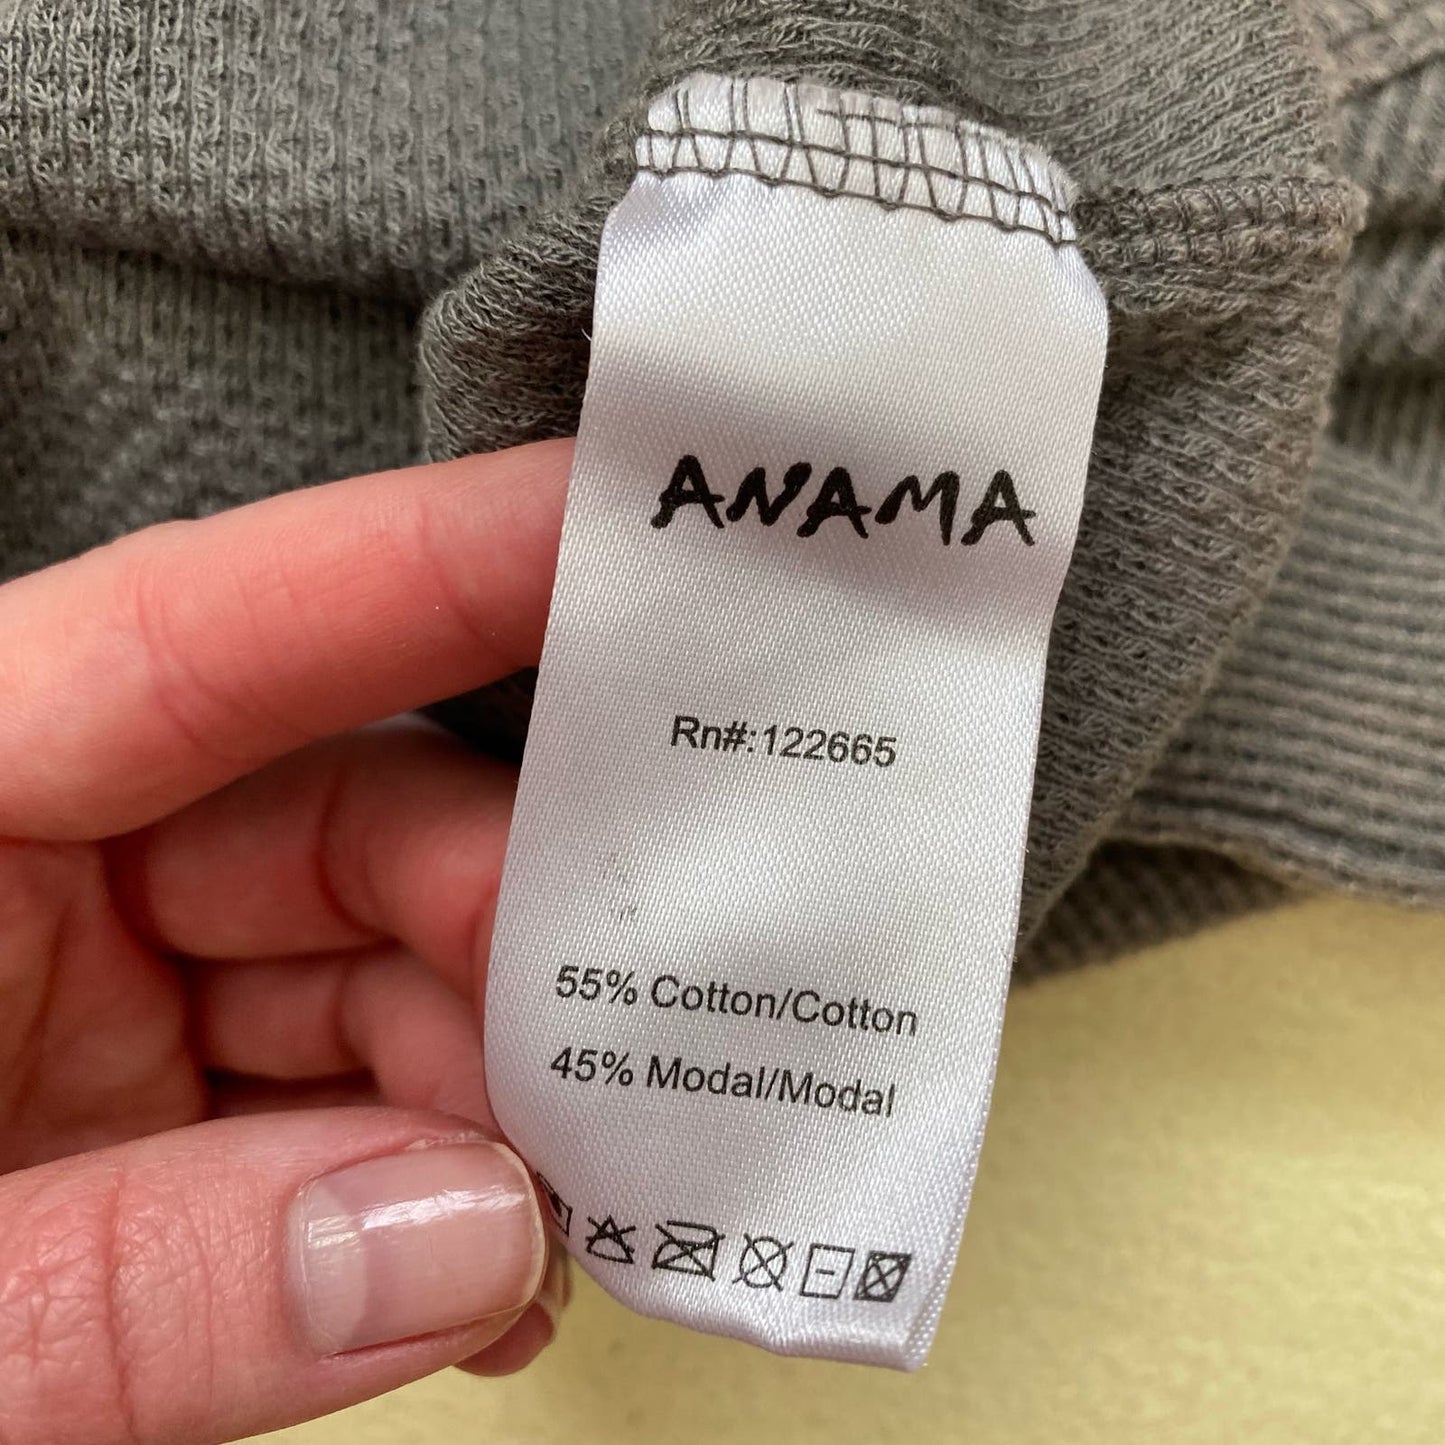 ANAMA
Rn#:122665
55% Cotton/Cotton
45% Modal/Modal